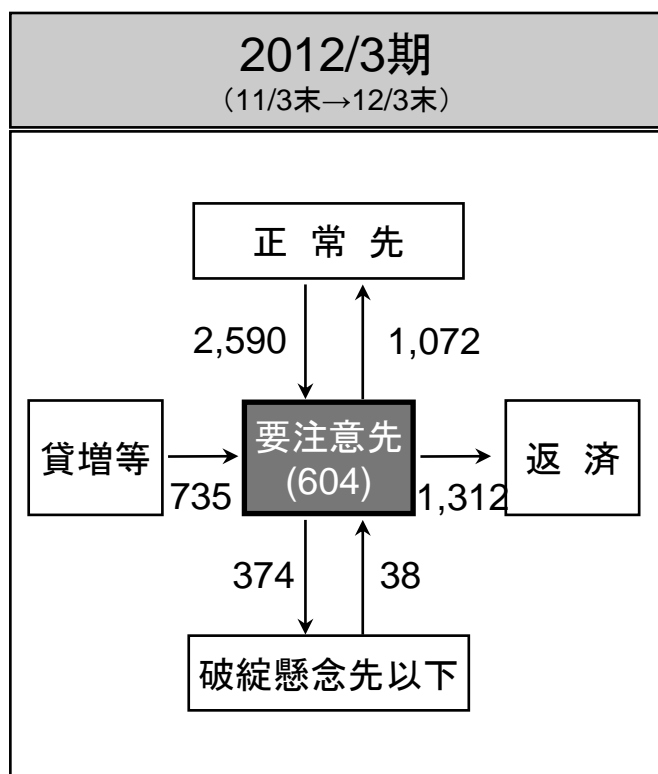 2012/3期
（11/3末→12/3末）
正 常 先
2,590
1,072
貸増等
735
要注意先
(604)
1,312
返 済
374
38
破綻懸念先以下